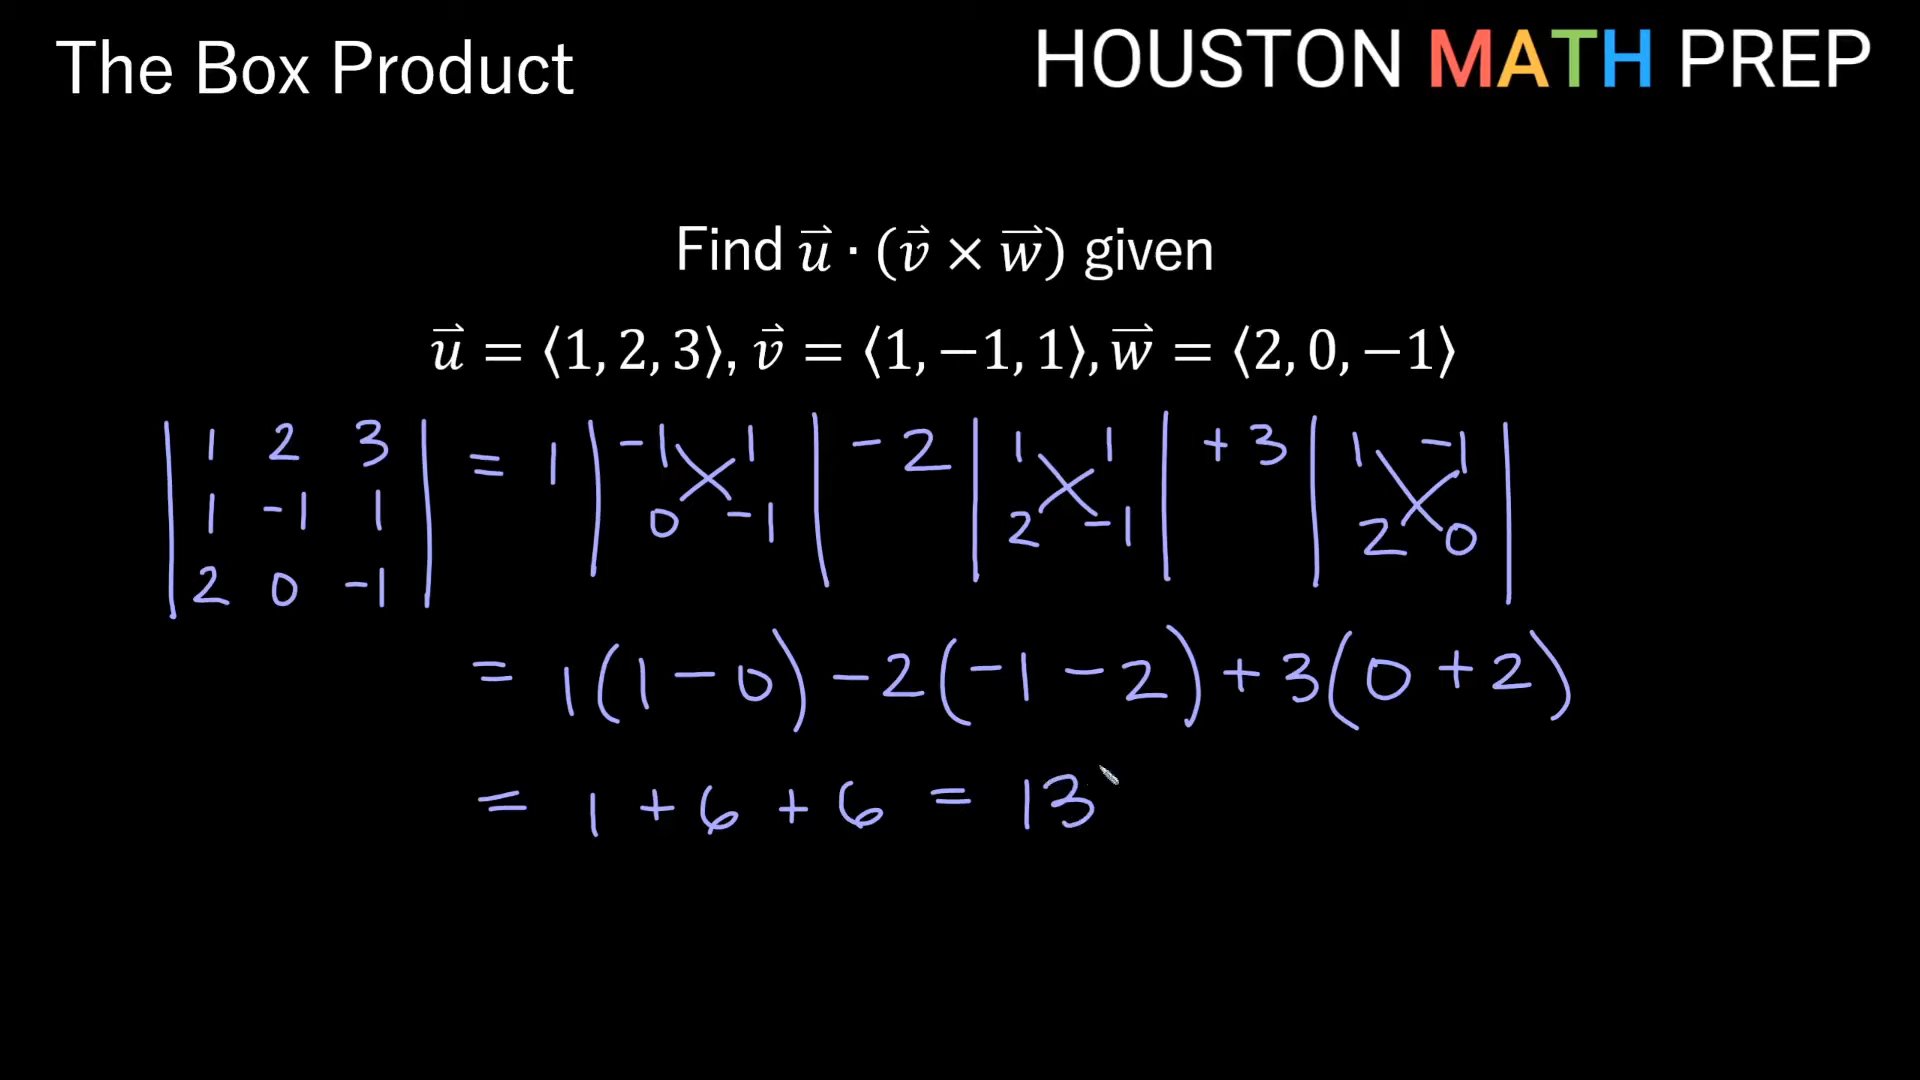 The Box Product
HOUSTON MATH PREP
Find u⃗ · (v⃗ × w⃗) given
u⃗ = ⟨1, 2, 3⟩, v⃗ = ⟨1, −1, 1⟩, w⃗ = ⟨2, 0, −1⟩
| 1 2 3 | = 1 | -1 1 | - 2 | 1 1 | + 3 | 1 -1 |
| 1 -1 1 | | 0 -1 | | 2 -1 | | 2 0 |
| 2 0 -1 |
= 1(1 - 0) - 2(-1 - 2) + 3(0 + 2)
= 1 + 6 + 6 = 13